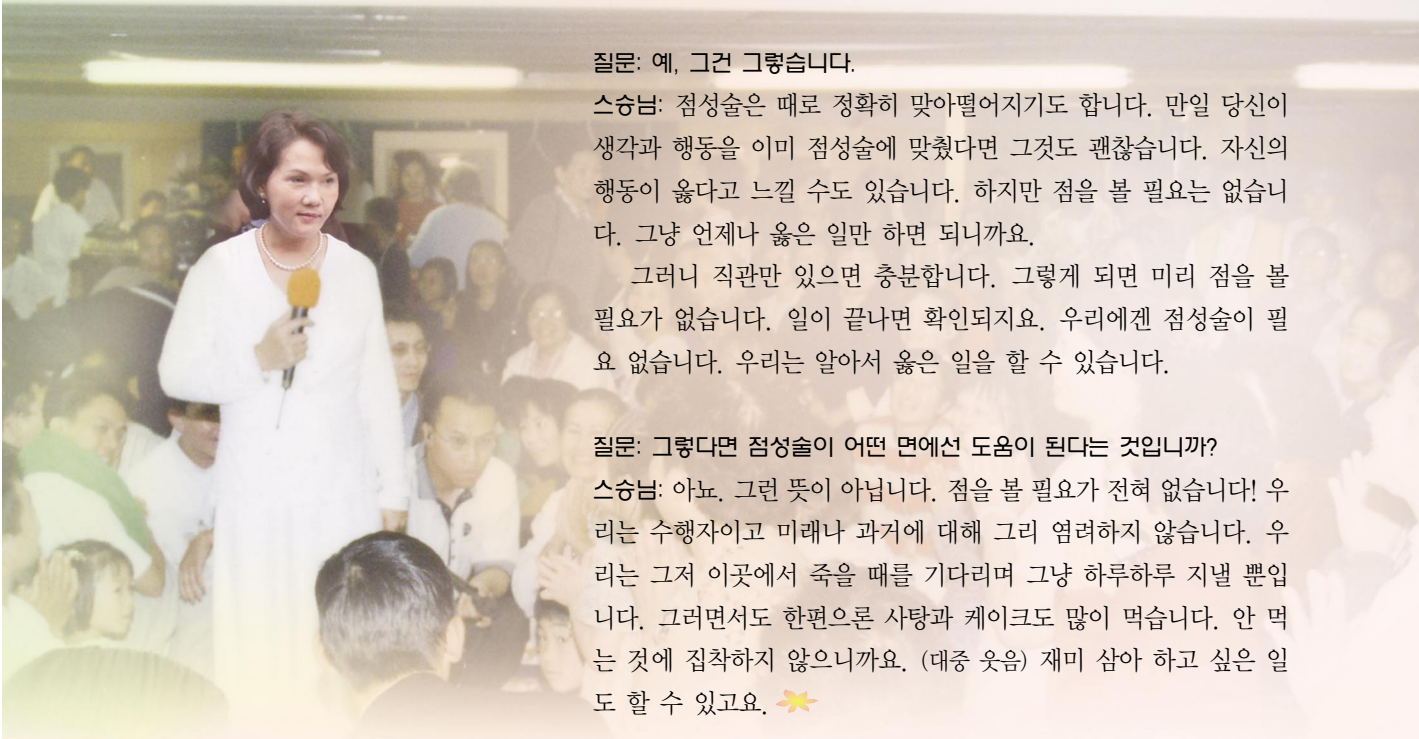 질문: 예, 그건 그렇습니다.
스승님: 점성술은 때로 정확히 맞아떨어지기도 합니다. 만일 당신이
생각과 행동을 이미 점성술에 맞췄다면 그것도 괜찮습니다. 자신의
행동이 옳다고 느낄 수도 있습니다. 하지만 점을 볼 필요는 없습니
다. 그냥 언제나 옳은 일만 하면 되니까요.
그러니 직관만 있으면 충분합니다. 그렇게 되면 미리 점을 볼
필요가 없습니다. 일이 끝나면 확인되지요. 우리에겐 점성술이 필
요 없습니다. 우리는 알아서 옳은 일을 할 수 있습니다.
질문: 그렇다면 점성술이 어떤 면에선 도움이 된다는 것입니까?
스승님: 아뇨. 그런 뜻이 아닙니다. 점을 볼 필요가 전혀 없습니다! 우
리는 수행자이고 미래나 과거에 대해 그리 염려하지 않습니다. 우
리는 그저 이곳에서 죽을 때를 기다리며 그냥 하루하루 지낼 뿐입
니다. 그러면서도 한편으론 사탕과 케이크도 많이 먹습니다. 안 먹
는 것에 집착하지 않으니까요. (대중 웃음) 재미 삼아 하고 싶은 일
도 할 수 있고요.